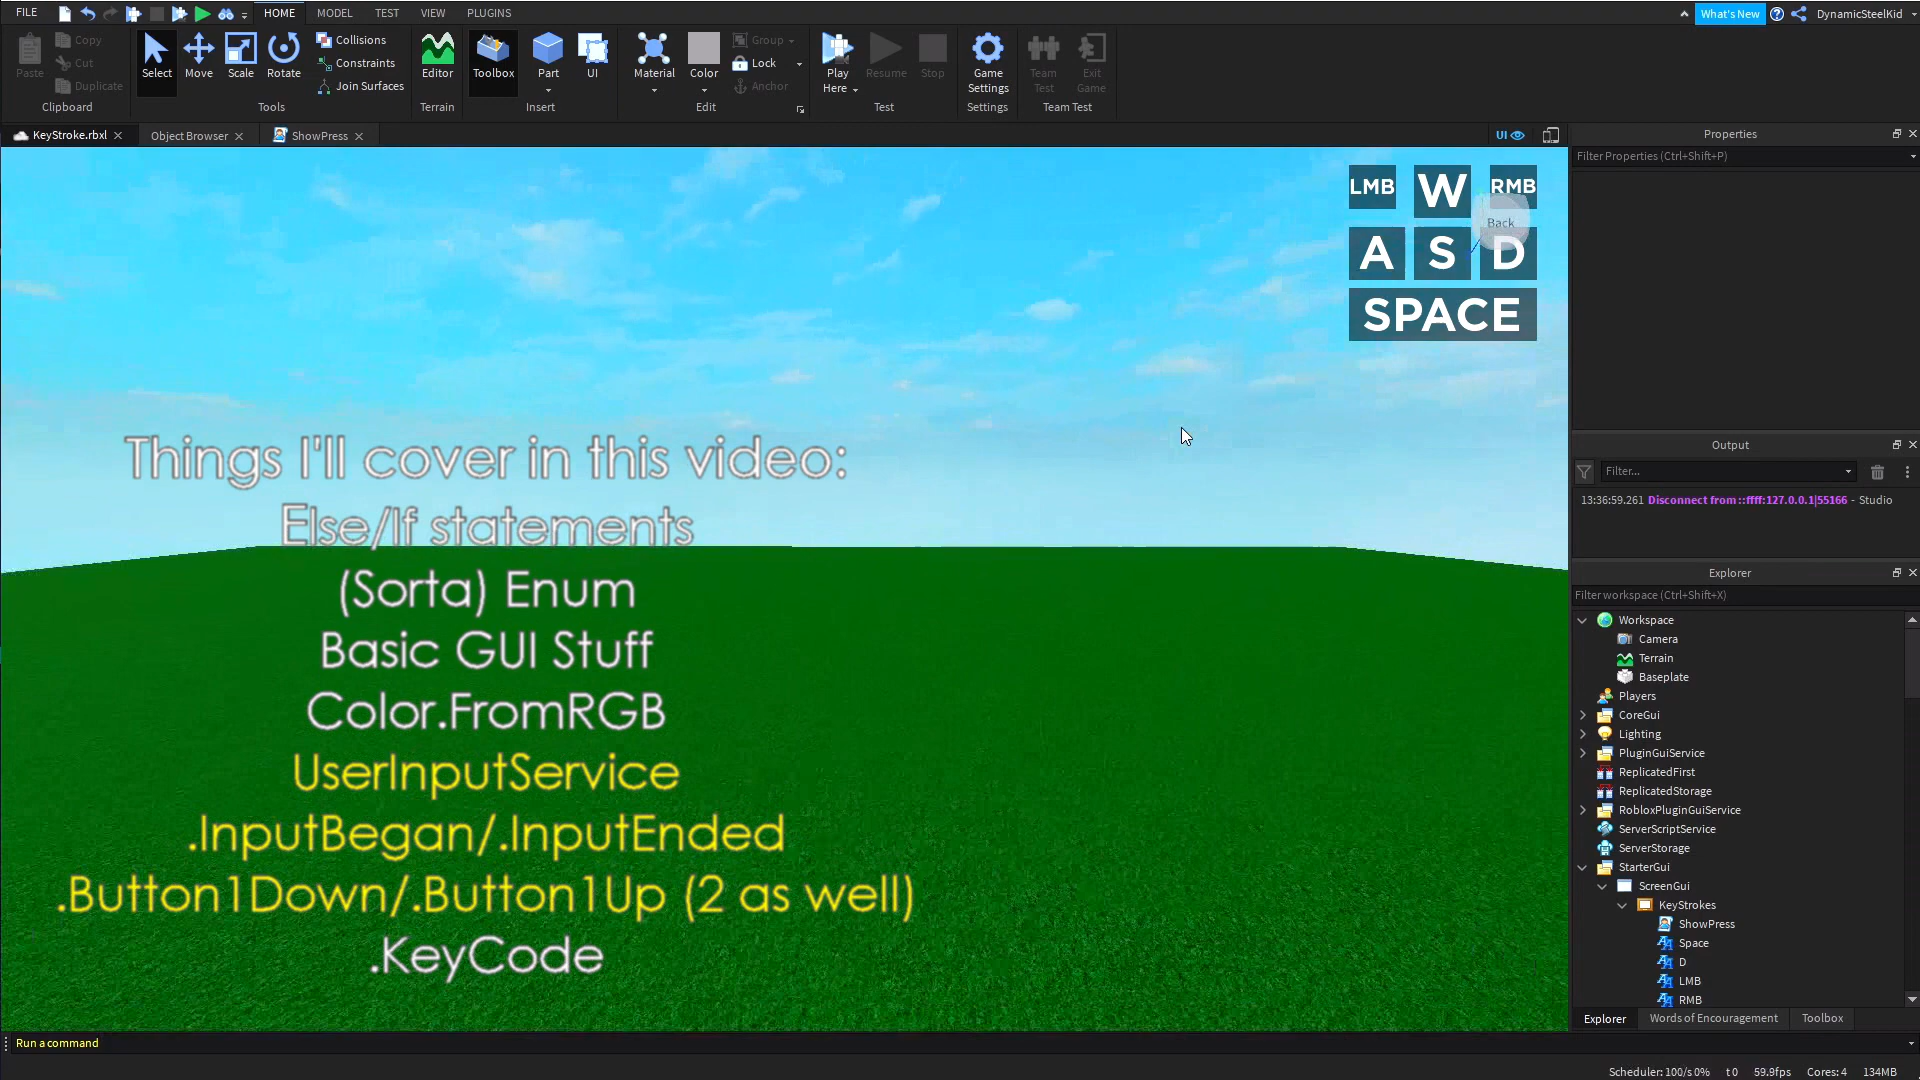 FILE
HOME
MODEL
TEST
VIEW
PLUGINS
What's New
DynamicSteelKid
Paste
Copy
Cut
Duplicate
Clipboard
Select
Move
Scale
Rotate
Collisions
Constraints
Join Surfaces
Tools
Editor
Terrain
Toolbox
Part
UI
Insert
Material
Color
Group
Lock
Anchor
Edit
Play
Here
Resume
Stop
Test
Game
Settings
Settings
Team
Test
Exit
Game
Team Test
KeyStroke.rbxl
Object Browser
ShowPress
UI
LMB
W
RMB
Back
A
S
D
SPACE
Things I'll cover in this video:
Else/If statements
(Sorta) Enum
Basic GUI Stuff
Color.FromRGB
UserInputService
.InputBegan/.InputEnded
.Button1Down/.Button1Up (2 as well)
.KeyCode
Properties
Filter Properties (Ctrl+Shift+P)
Output
Filter...
13:36:59.261 Disconnect from ::ffff:127.0.0.1|55166 - Studio
Explorer
Filter workspace (Ctrl+Shift+X)
Workspace
Camera
Terrain
Baseplate
Players
CoreGui
Lighting
PluginGuiService
ReplicatedFirst
ReplicatedStorage
RobloxPluginGuiService
ServerScriptService
ServerStorage
StarterGui
ScreenGui
KeyStrokes
ShowPress
Space
D
LMB
RMB
Explorer
Words of Encouragement
Toolbox
Run a command
Scheduler: 100/s 0%
t 0
59.9fps
Cores: 4
134MB